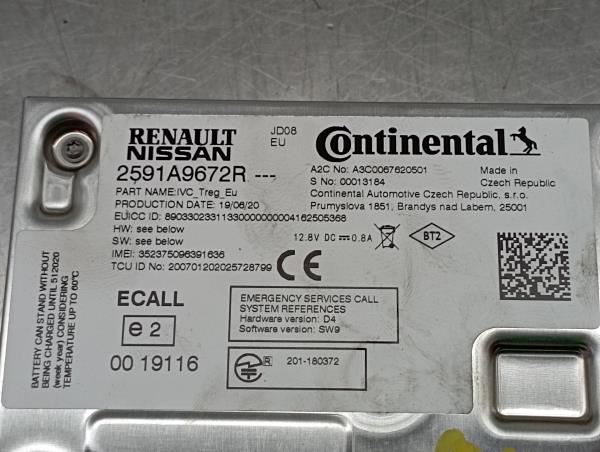 RENAULT
NISSAN
JD08
EU
Continental
2591A9672R ---
PART NAME:IVC_Treg_Eu
PRODUCTION DATE: 19/06/20
EUICC ID: 89033023311330000000004162505368
HW: see below
SW: see below
IMEI: 352375096391636
TCU ID No: 200701202025728799
A2C No: A3C0067620501
S No: 00013184
Made in
Czech Republic
Continental Automotive Czech Republic, s.r.o.
Prumyslova 1851, Brandys nad Labem, 25001
12.8V DC 0.8A
BT2
CE
BATTERY CAN STAND WITHOUT
BEING CHARGED UNTIL 512020
(week year) CONSIDERING
TEMPERATURE UP TO 60°C
ECALL
e2
00 19116
EMERGENCY SERVICES CALL
SYSTEM REFERENCES
Hardware version: D4
Software version: SW9
R 201-180372